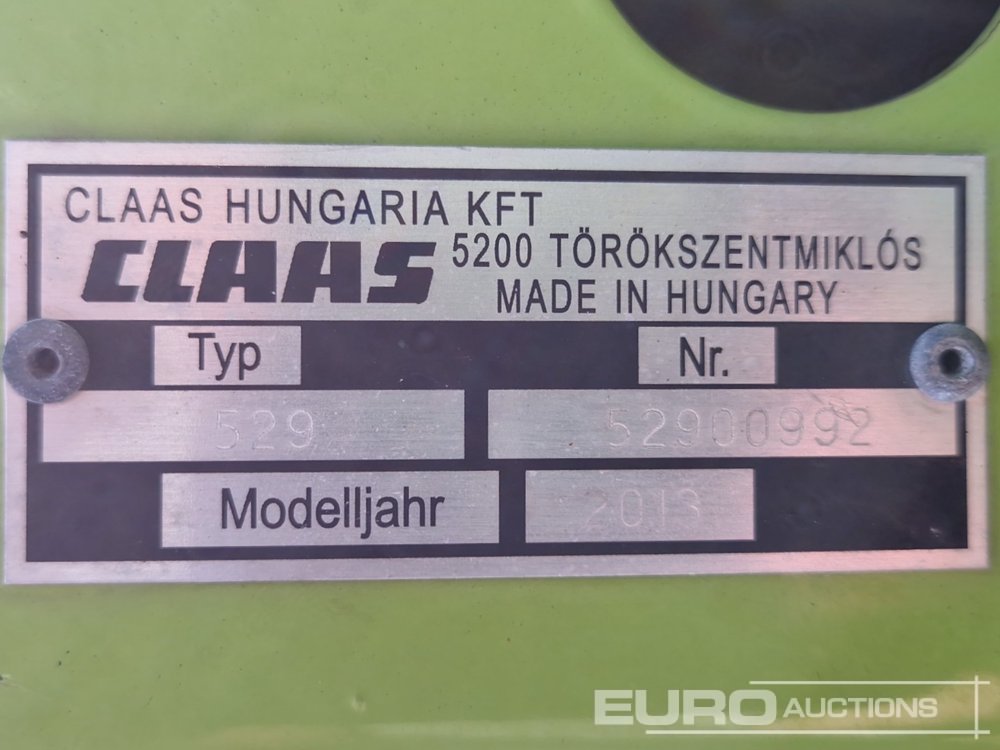 CLAAS HUNGARIA KFT
CLAAS 5200 TÖRÖKSZENTMIKLÓS
MADE IN HUNGARY
Typ Nr.
529 52900992
Modelljahr 2013
EURO AUCTIONS